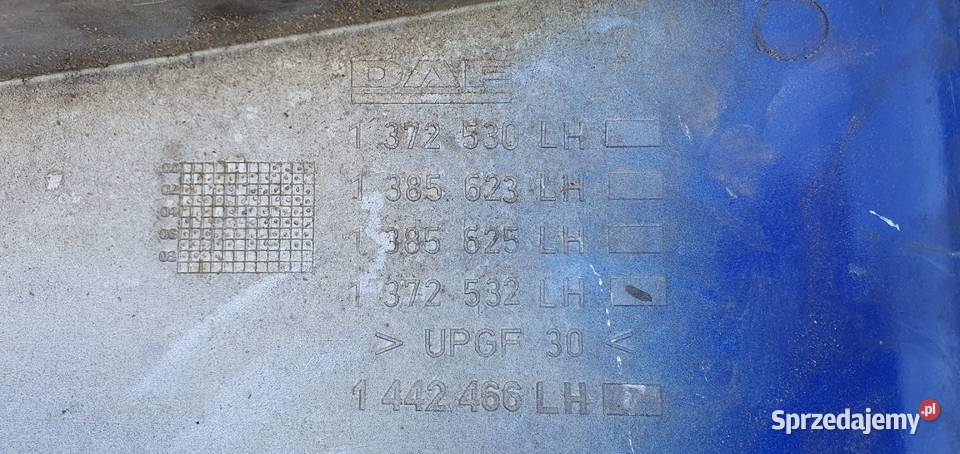 DAF
1 372 530 LH
1 385 623 LH
1 385 625 LH
1 372 532 LH
> UPGF 30 <
1 442 466 LH
Sprzedajemy.pl